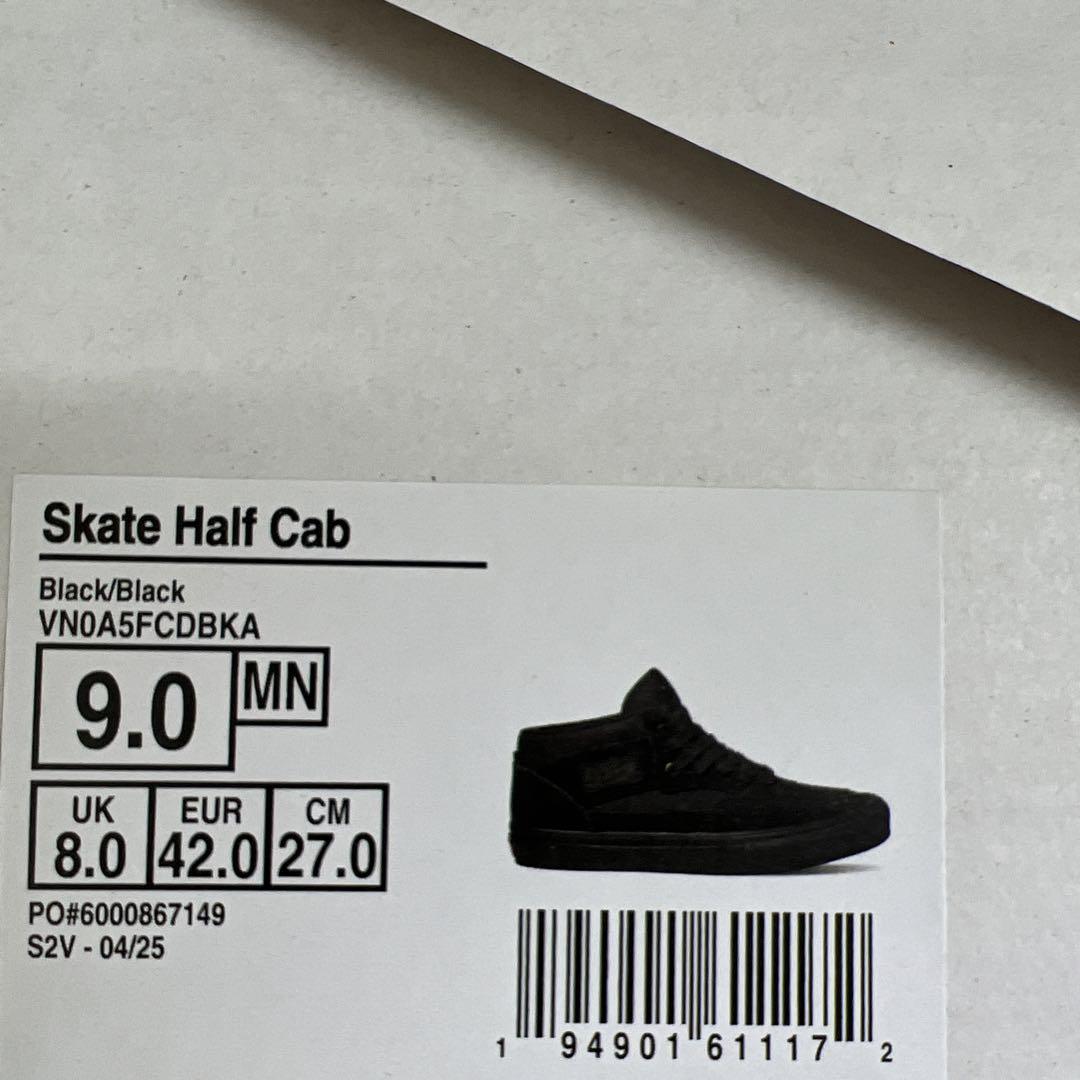 Skate Half Cab
Black/Black
VN0A5FCDBKA
9.0 MN
UK EUR CM
8.0 42.0 27.0
PO#6000867149
S2V - 04/25
1 94901 61117 2